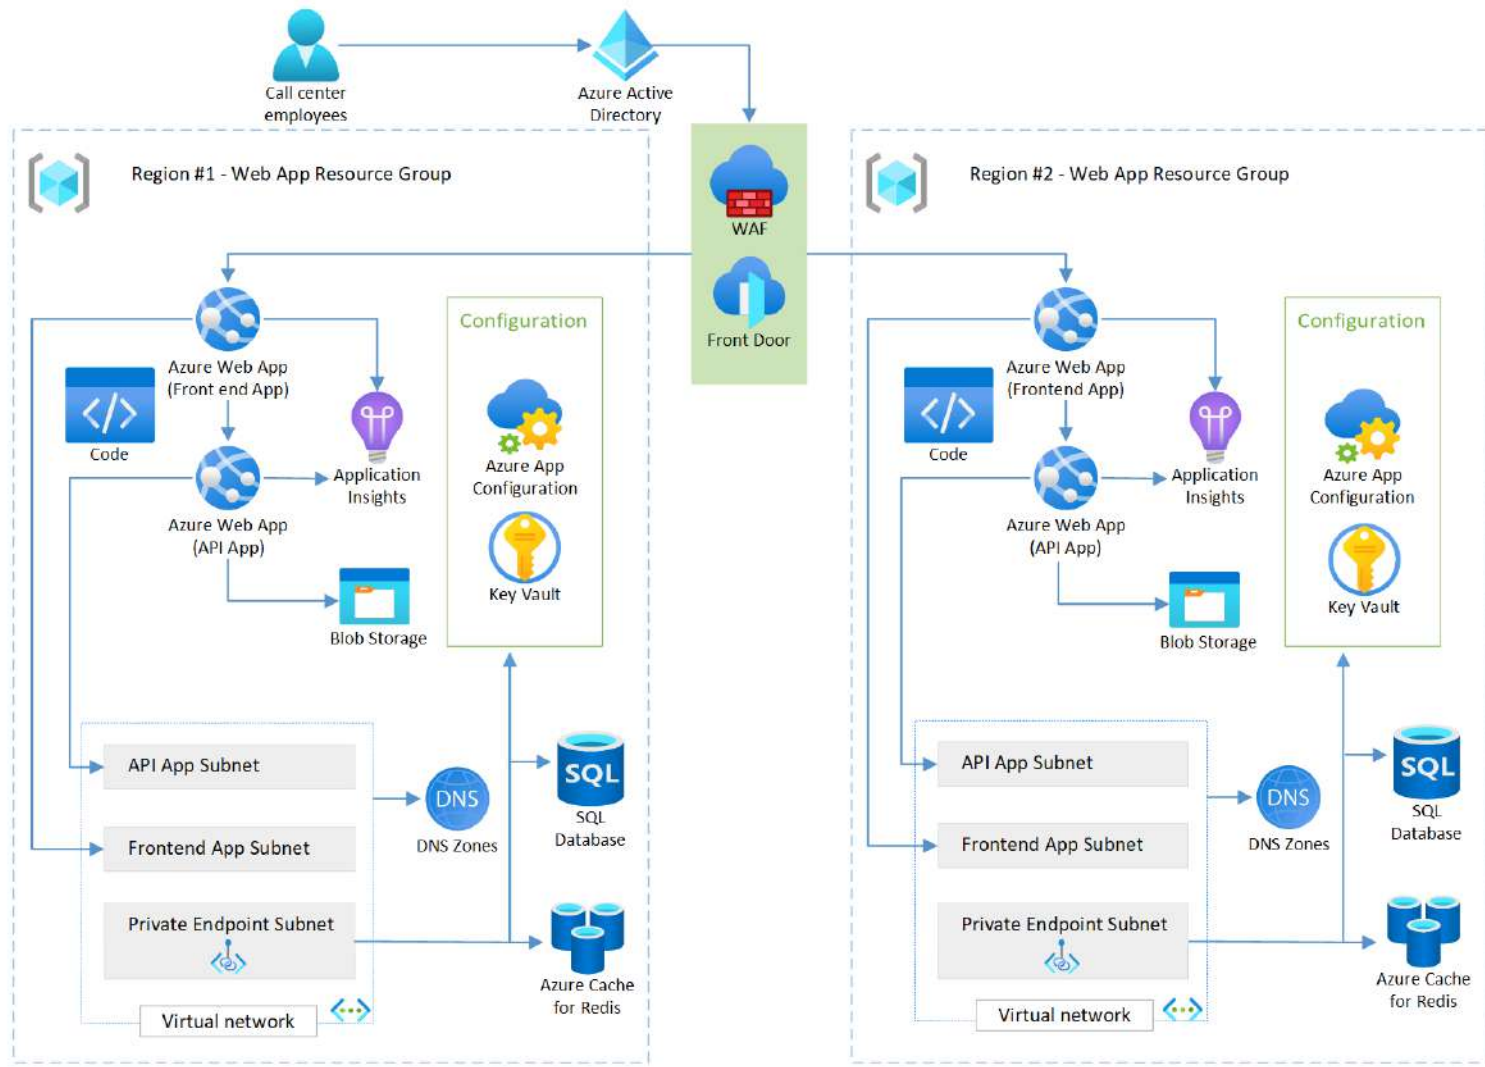 Call center
employees
Azure Active
Directory
Region #1 - Web App Resource Group
WAF
Front Door
Region #2 - Web App Resource Group
Azure Web App
(Front end App)
Code
Application
Insights
Azure Web App
(API App)
Blob Storage
Configuration
Azure App
Configuration
Key Vault
API App Subnet
Frontend App Subnet
Private Endpoint Subnet
Virtual network
DNS
DNS Zones
SQL
SQL
Database
Azure Cache
for Redis
Azure Web App
(Frontend App)
Code
Application
Insights
Azure Web App
(API App)
Blob Storage
Configuration
Azure App
Configuration
Key Vault
API App Subnet
Frontend App Subnet
Private Endpoint Subnet
Virtual network
DNS
DNS Zones
SQL
SQL
Database
Azure Cache
for Redis